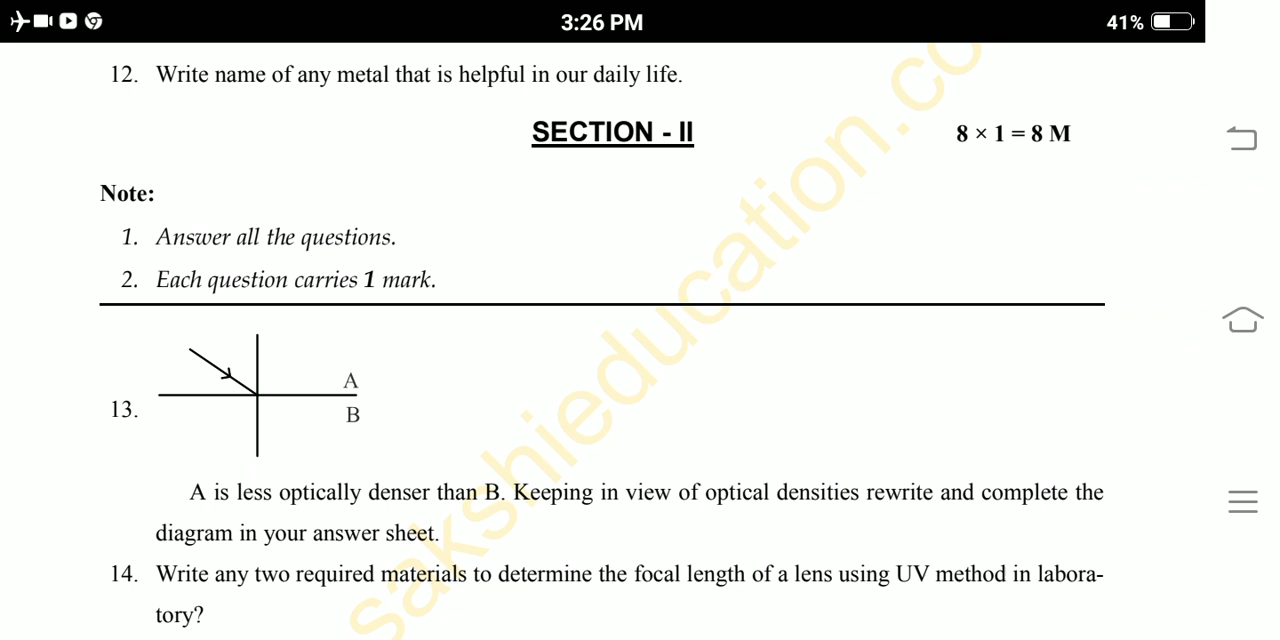 3:26 PM
41%
12. Write name of any metal that is helpful in our daily life.
SECTION - II
8 × 1 = 8 M
Note:
1. Answer all the questions.
2. Each question carries 1 mark.
A
B
13.
A is less optically denser than B. Keeping in view of optical densities rewrite and complete the
diagram in your answer sheet.
14. Write any two required materials to determine the focal length of a lens using UV method in labora-
tory?
sakshieducation.co